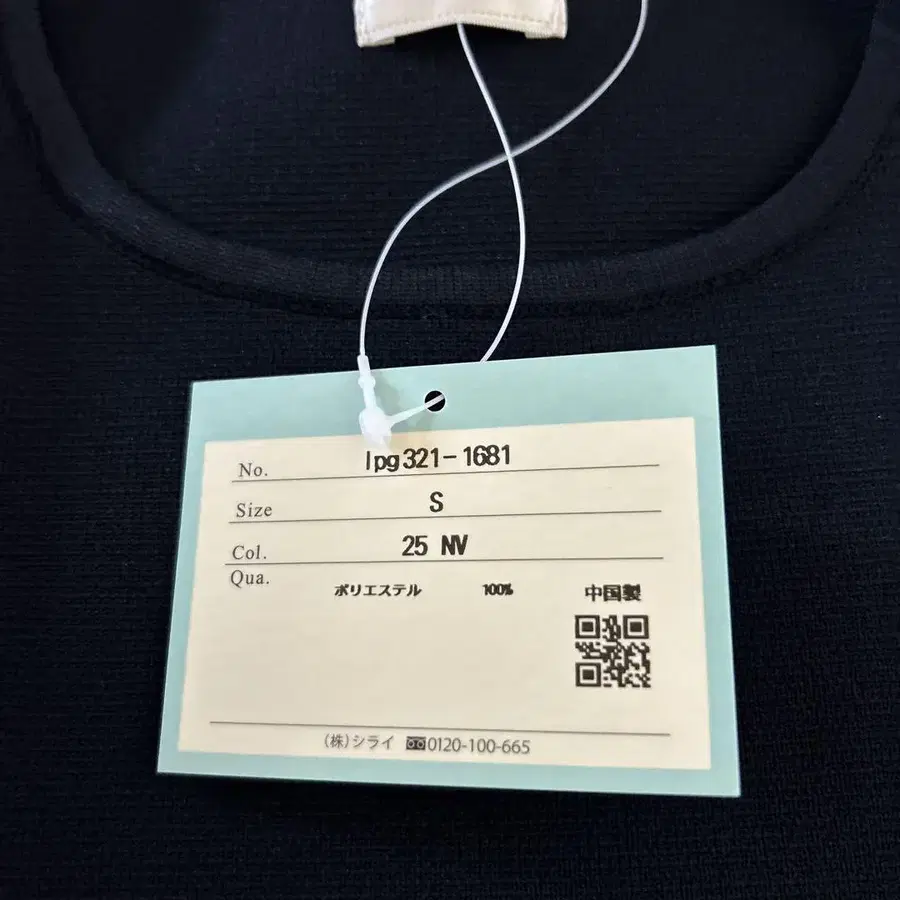 No. lpg321-1681
Size S
Col. 25 NV
Qua.
ポリエステル 100% 中国製
(株)シライ 0120-100-665